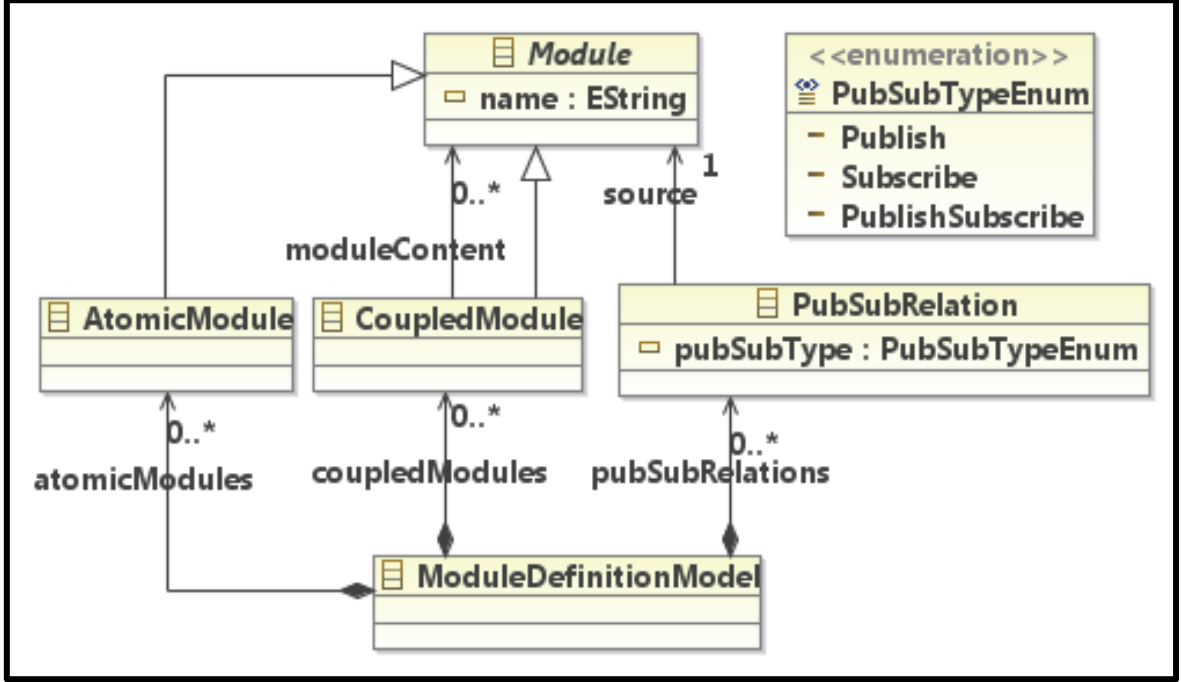 Module
name : EString
<<enumeration>>
PubSubTypeEnum
Publish
Subscribe
PublishSubscribe
0..*
moduleContent
source
1
AtomicModule
CoupledModule
PubSubRelation
pubSubType : PubSubTypeEnum
0..*
atomicModules
0..*
coupledModules
0..*
pubSubRelations
ModuleDefinitionModel